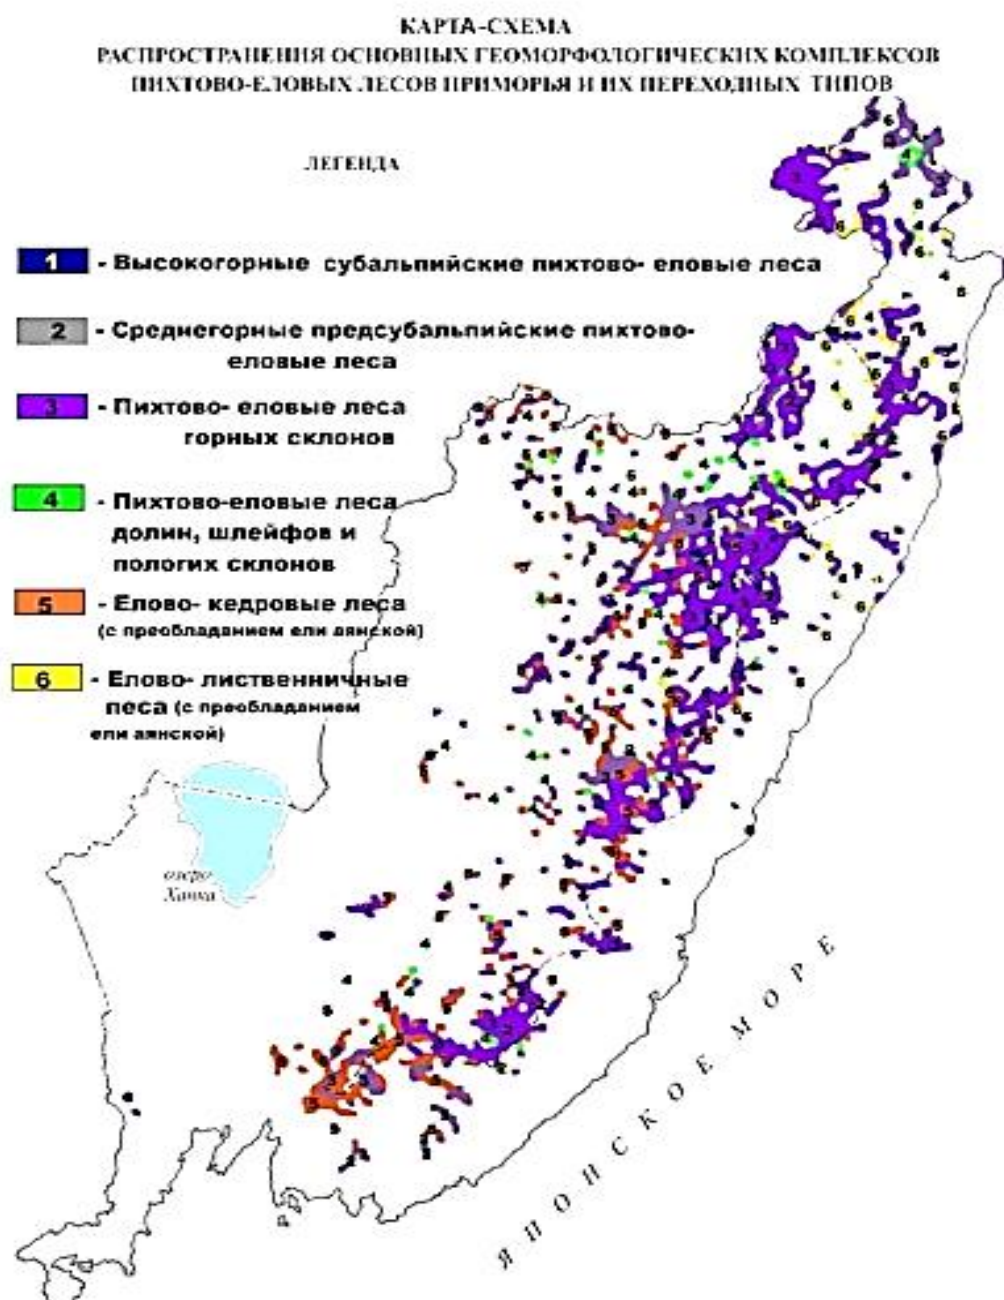 КАРТА-СХЕМА
РАСПРОСТРАНЕНИЯ ОСНОВНЫХ ГЕОМОРФОЛОГИЧЕСКИХ КОМПЛЕКСОВ
ПИХТОВО-ЕЛОВЫХ ЛЕСОВ ПРИМОРЬЯ И ИХ ПЕРЕХОДНЫХ ТИПОВ
ЛЕГЕНДА
1 - Высокогорные субальпийские пихтово- еловые леса
2 - Среднегорные предсубальпийские пихтово-
еловые леса
3 - Пихтово- еловые леса
горных склонов
4 - Пихтово-еловые леса
долин, шлейфов и
пологих склонов
5 - Елово- кедровые леса
(с преобладанием ели аянской)
6 - Елово- лиственничные
леса (с преобладанием
ели аянской)
озеро
Ханка
ЯПОНСКОЕ МОРЕ